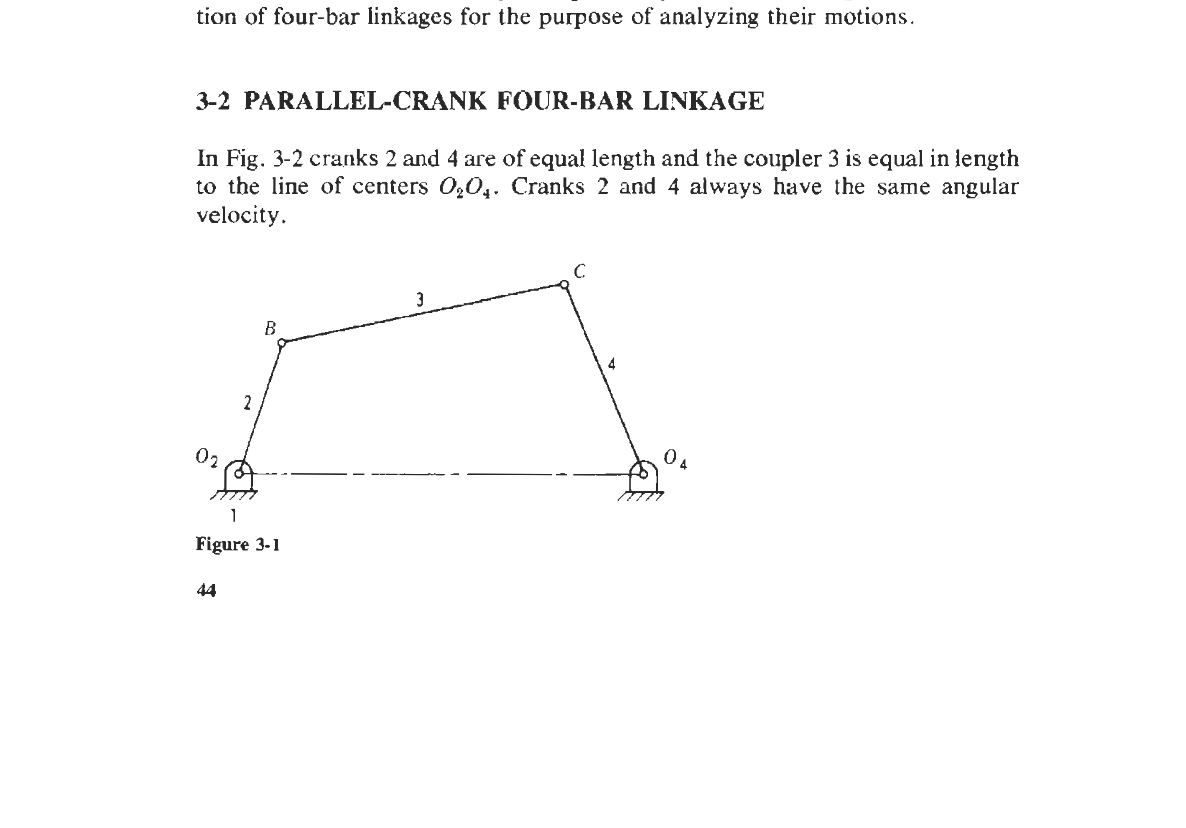 tion of four-bar linkages for the purpose of analyzing their motions.
3-2 PARALLEL-CRANK FOUR-BAR LINKAGE
In Fig. 3-2 cranks 2 and 4 are of equal length and the coupler 3 is equal in length
to the line of centers O₂O₄. Cranks 2 and 4 always have the same angular
velocity.
C
3
B
4
2
O₂
O₄
1
Figure 3-1
44